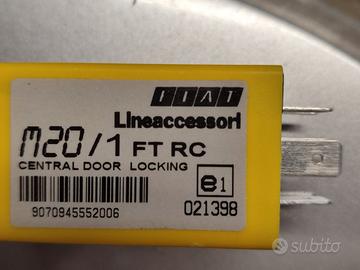 FIAT
Lineaccessori
M20/1 FT RC
CENTRAL DOOR LOCKING
e1
9070945552006
021398
subito